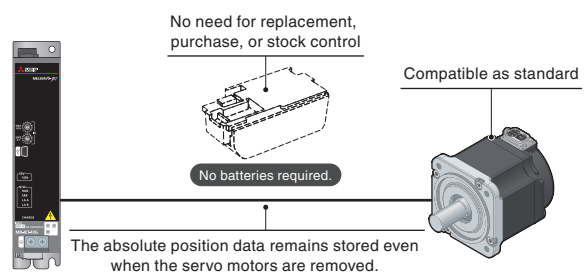 No need for replacement,
purchase, or stock control
Compatible as standard
No batteries required.
CHARGE
The absolute position data remains stored even
when the servo motors are removed.